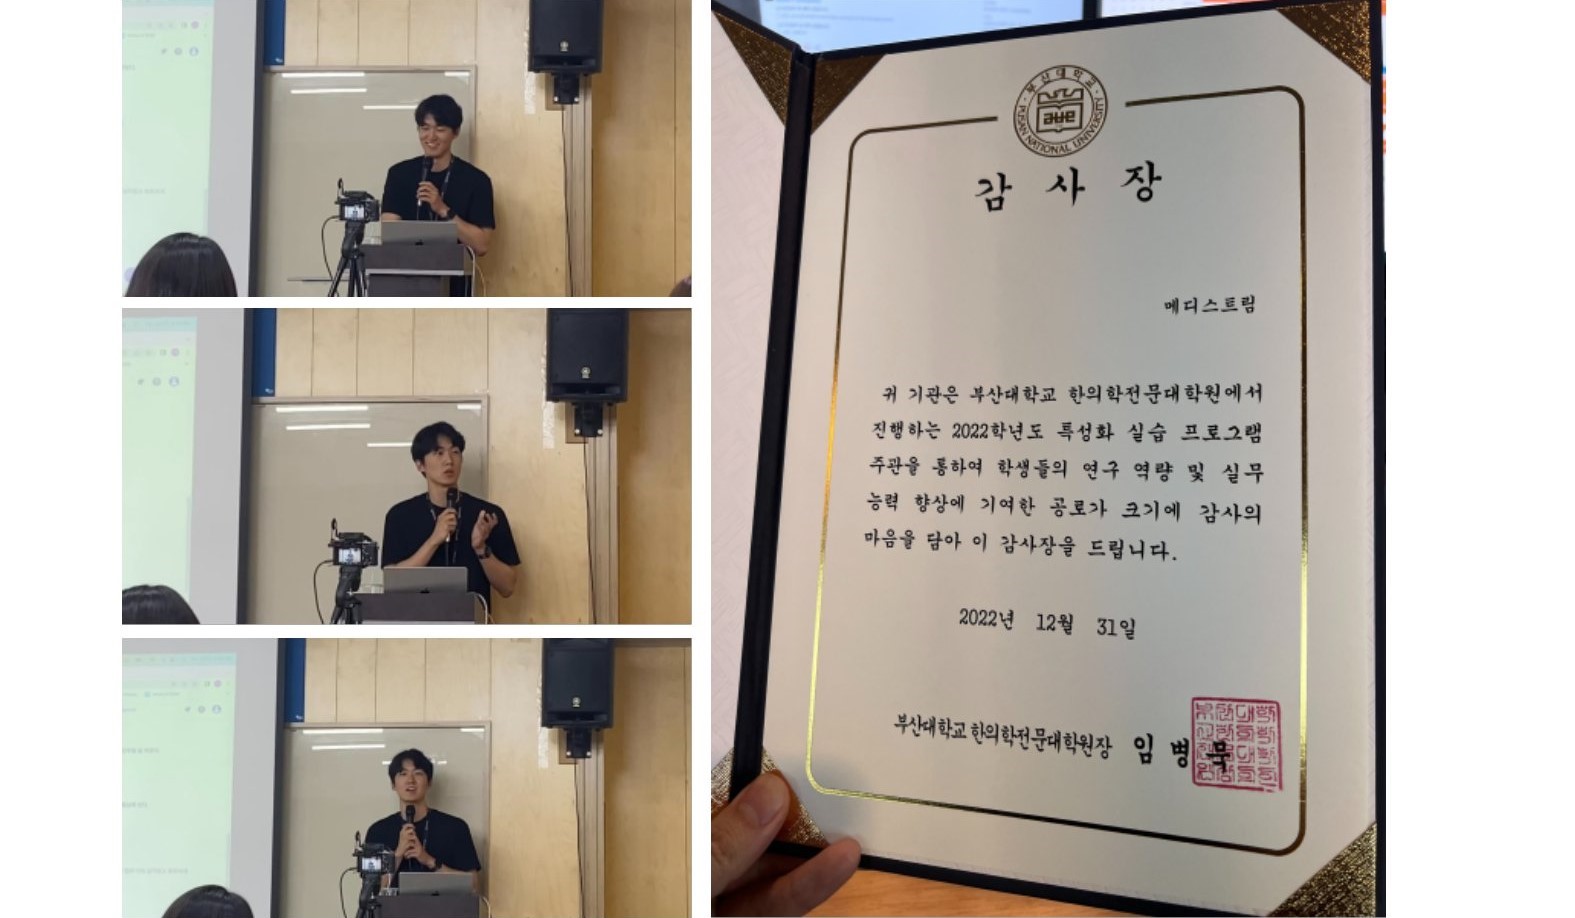 부산대학교
PUSAN NATIONAL UNIVERSITY
감 사 장
메디스트림
귀 기관은 부산대학교 한의학전문대학원에서
진행하는 2022학년도 특성화 실습 프로그램
주관을 통하여 학생들의 연구 역량 및 실무
능력 향상에 기여한 공로가 크기에 감사의
마음을 담아 이 감사장을 드립니다.
2022년 12월 31일
부산대학교 한의학전문대학원장 임 병 묵